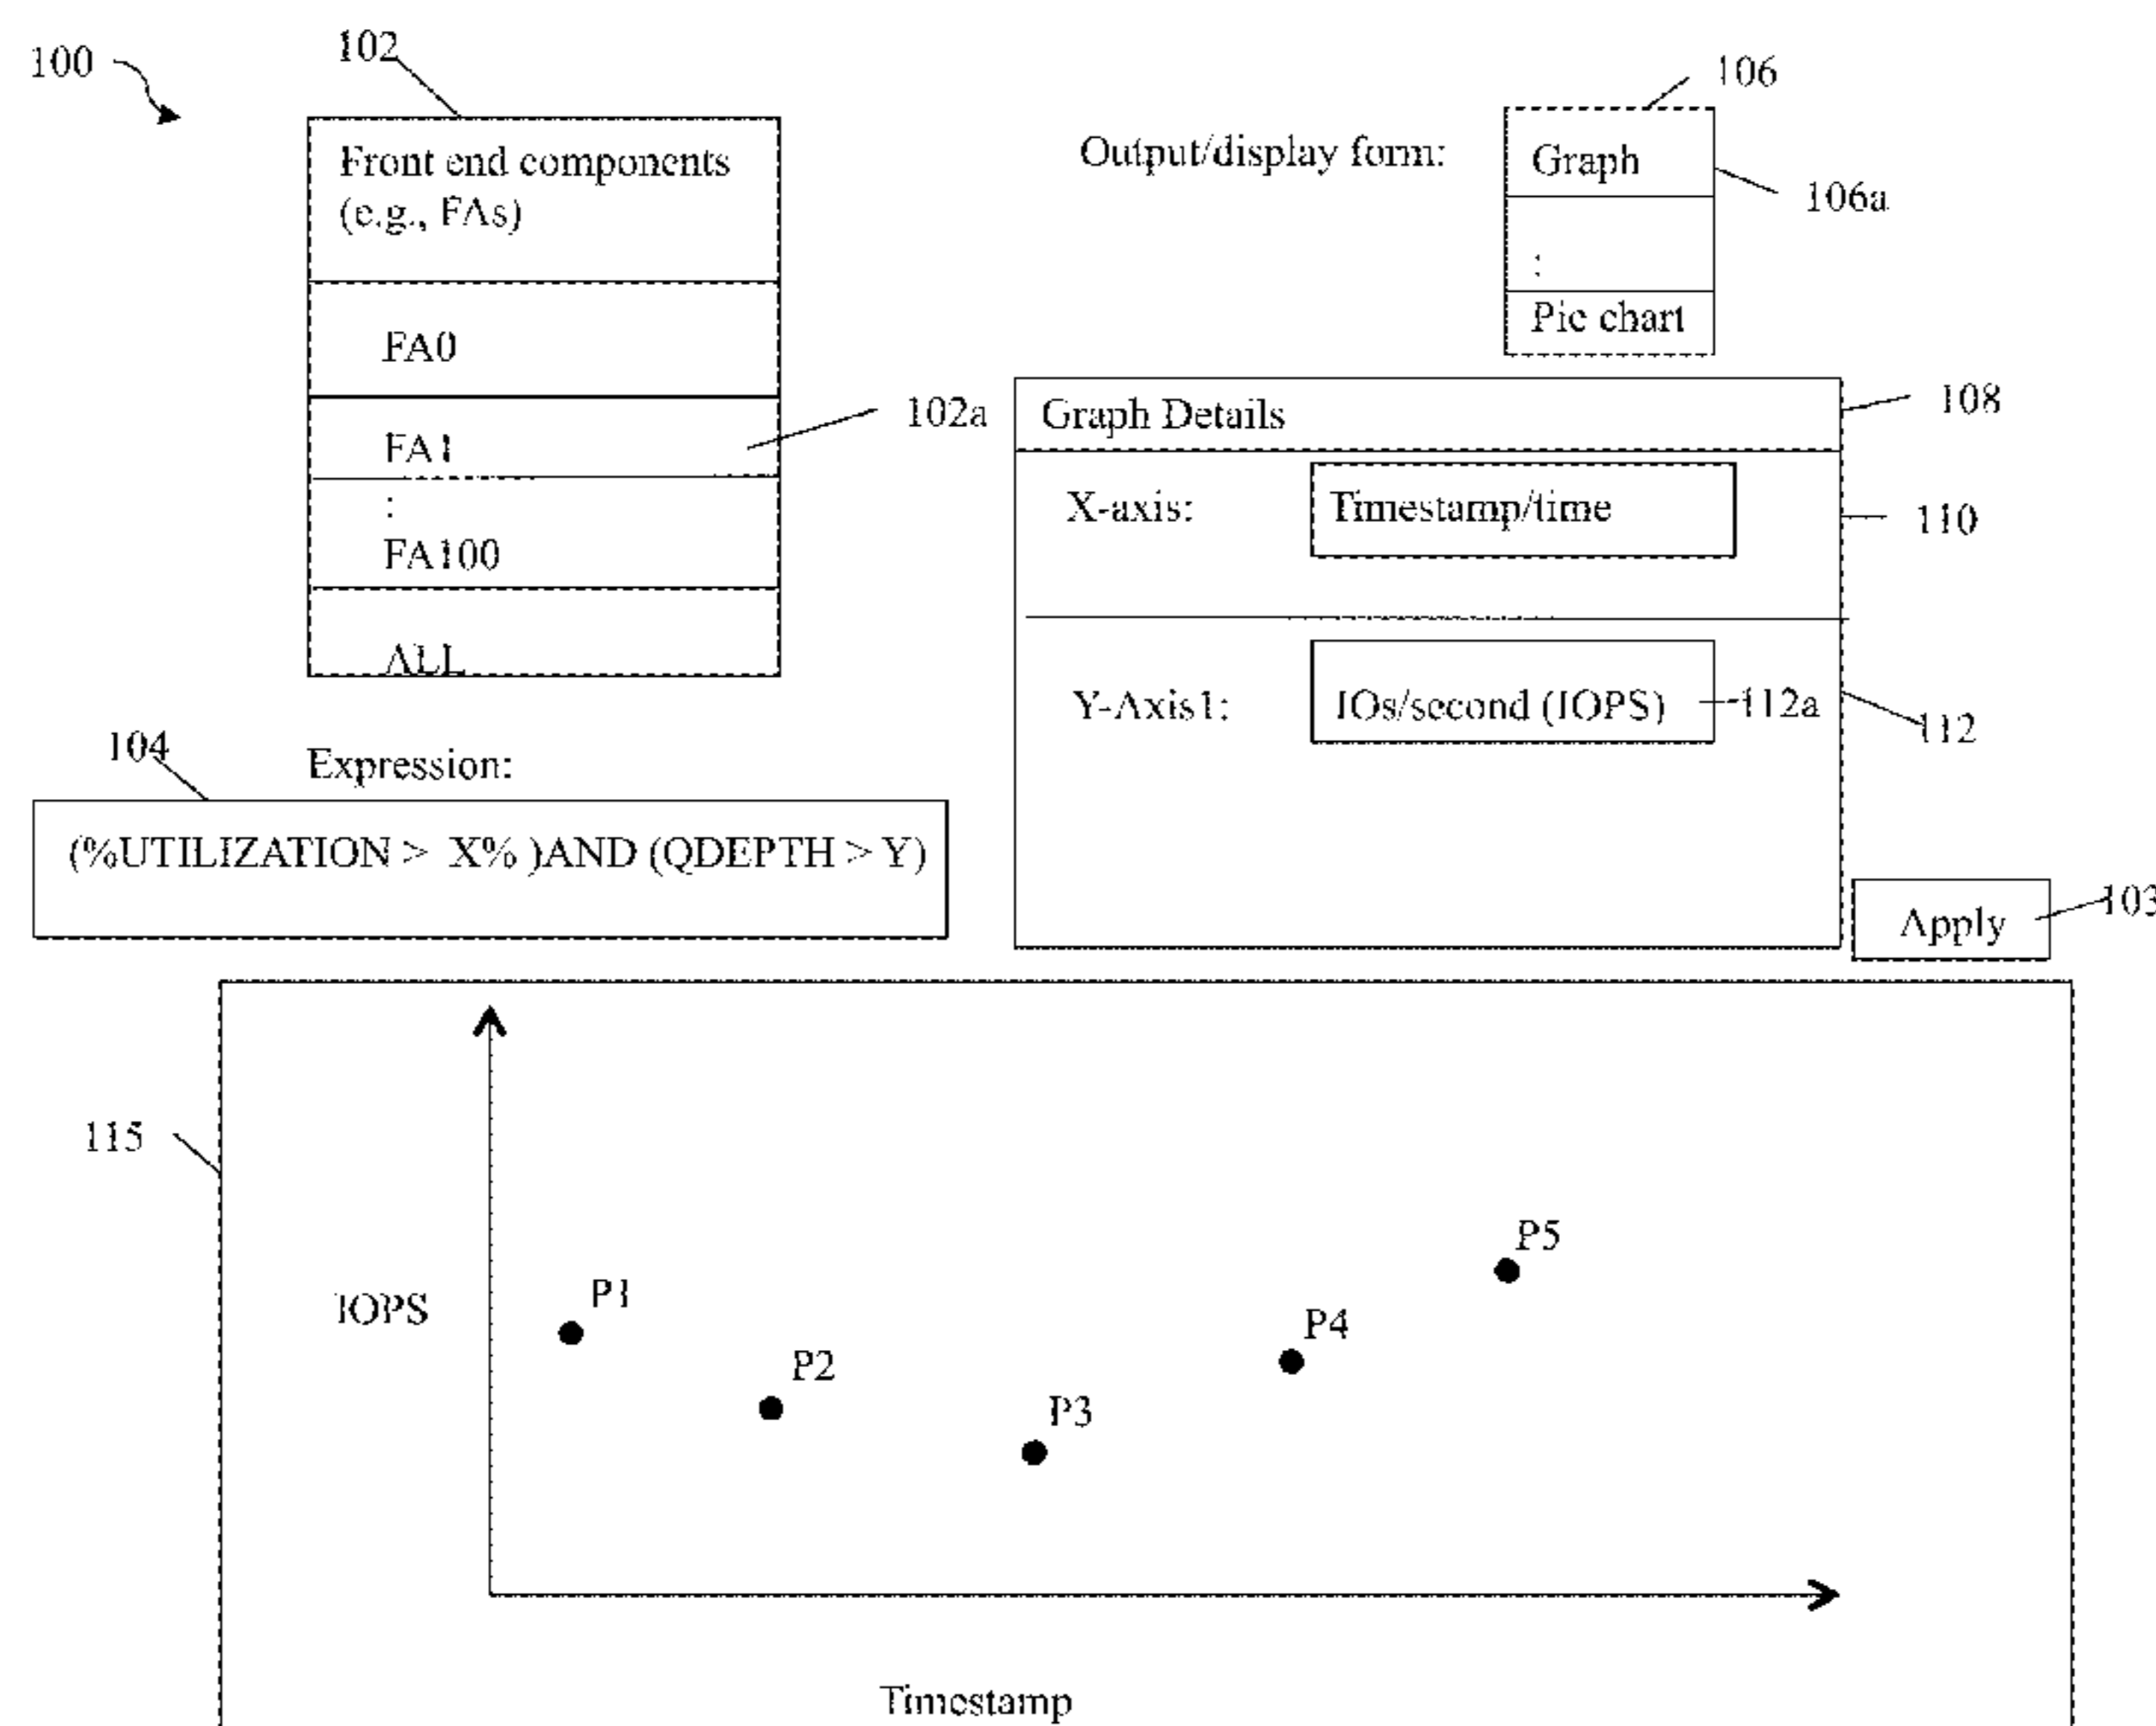 100
102
Front end components
(e.g., FAs)
FA0
FA1
102a
:
FA100
ALL
Output/display form:
106
Graph
106a
:
Pie chart
Graph Details
108
X-axis:
Timestamp/time
110
Y-Axis1:
IOs/second (IOPS)
112a
112
104
Expression:
(%UTILIZATION > X% )AND (QDEPTH > Y)
Apply
103
115
IOPS
P1
P2
P3
P4
P5
Timestamp